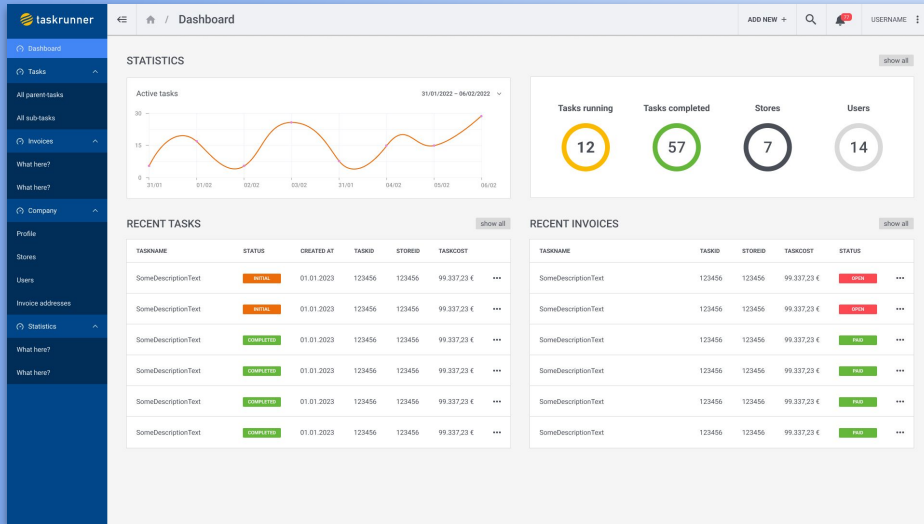 taskrunner
Dashboard
Tasks
All parent-tasks
All sub-tasks
Invoices
What here?
What here?
Company
Profile
Stores
Users
Invoice addresses
Statistics
What here?
What here?
/ Dashboard
ADD NEW +
USERNAME
STATISTICS
show all
Active tasks
31/01/2022 – 06/02/2022
30
15
0
31/01 01/02 02/02 03/02 31/01 04/02 05/02 06/02
Tasks running Tasks completed Stores Users
12 57 7 14
RECENT TASKS
show all
TASKNAME STATUS CREATED AT TASKID STOREID TASKCOST
SomeDescriptionText INITIAL 01.01.2023 123456 123456 99.337,23 €
SomeDescriptionText INITIAL 01.01.2023 123456 123456 99.337,23 €
SomeDescriptionText COMPLETED 01.01.2023 123456 123456 99.337,23 €
SomeDescriptionText COMPLETED 01.01.2023 123456 123456 99.337,23 €
SomeDescriptionText COMPLETED 01.01.2023 123456 123456 99.337,23 €
SomeDescriptionText COMPLETED 01.01.2023 123456 123456 99.337,23 €
RECENT INVOICES
show all
TASKNAME TASKID STOREID TASKCOST STATUS
SomeDescriptionText 123456 123456 99.337,23 € OPEN
SomeDescriptionText 123456 123456 99.337,23 € OPEN
SomeDescriptionText 123456 123456 99.337,23 € PAID
SomeDescriptionText 123456 123456 99.337,23 € PAID
SomeDescriptionText 123456 123456 99.337,23 € PAID
SomeDescriptionText 123456 123456 99.337,23 € PAID